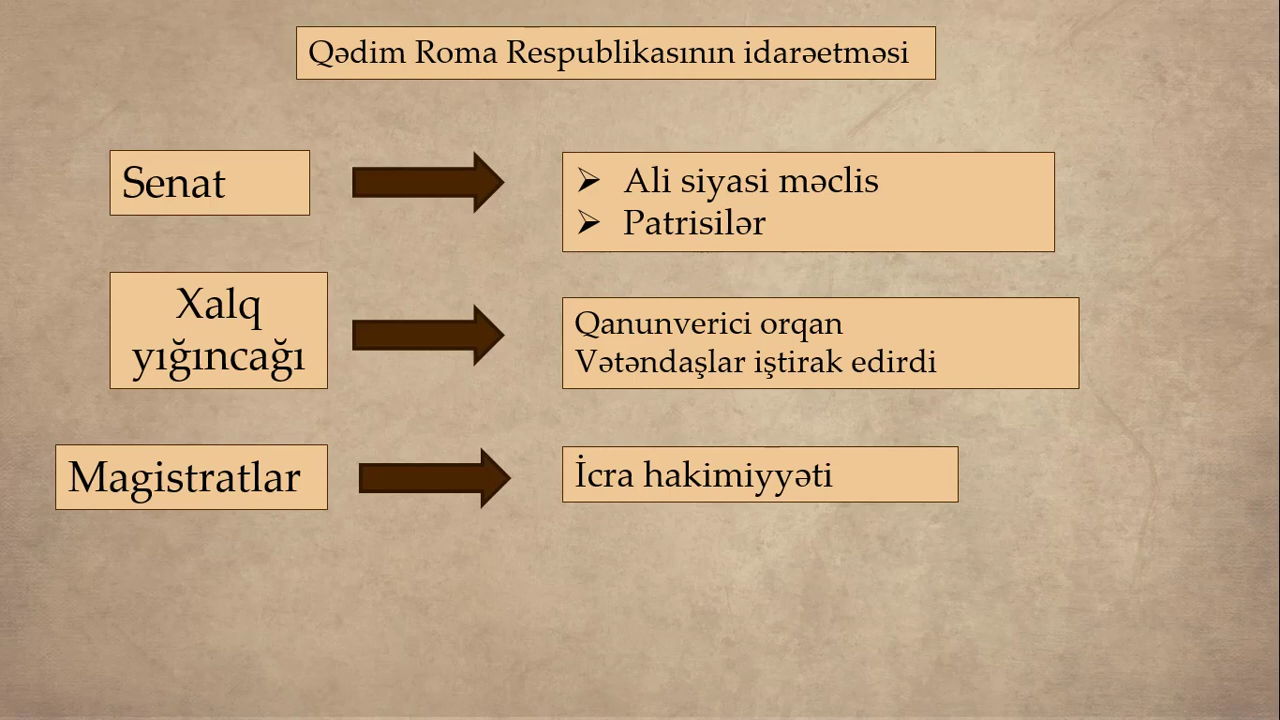 Qədim Roma Respublikasının idarəetməsi
Senat
➢ Ali siyasi məclis
➢ Patrisilər
Xalq
yığıncağı
Qanunverici orqan
Vətəndaşlar iştirak edirdi
Magistratlar
İcra hakimiyyəti